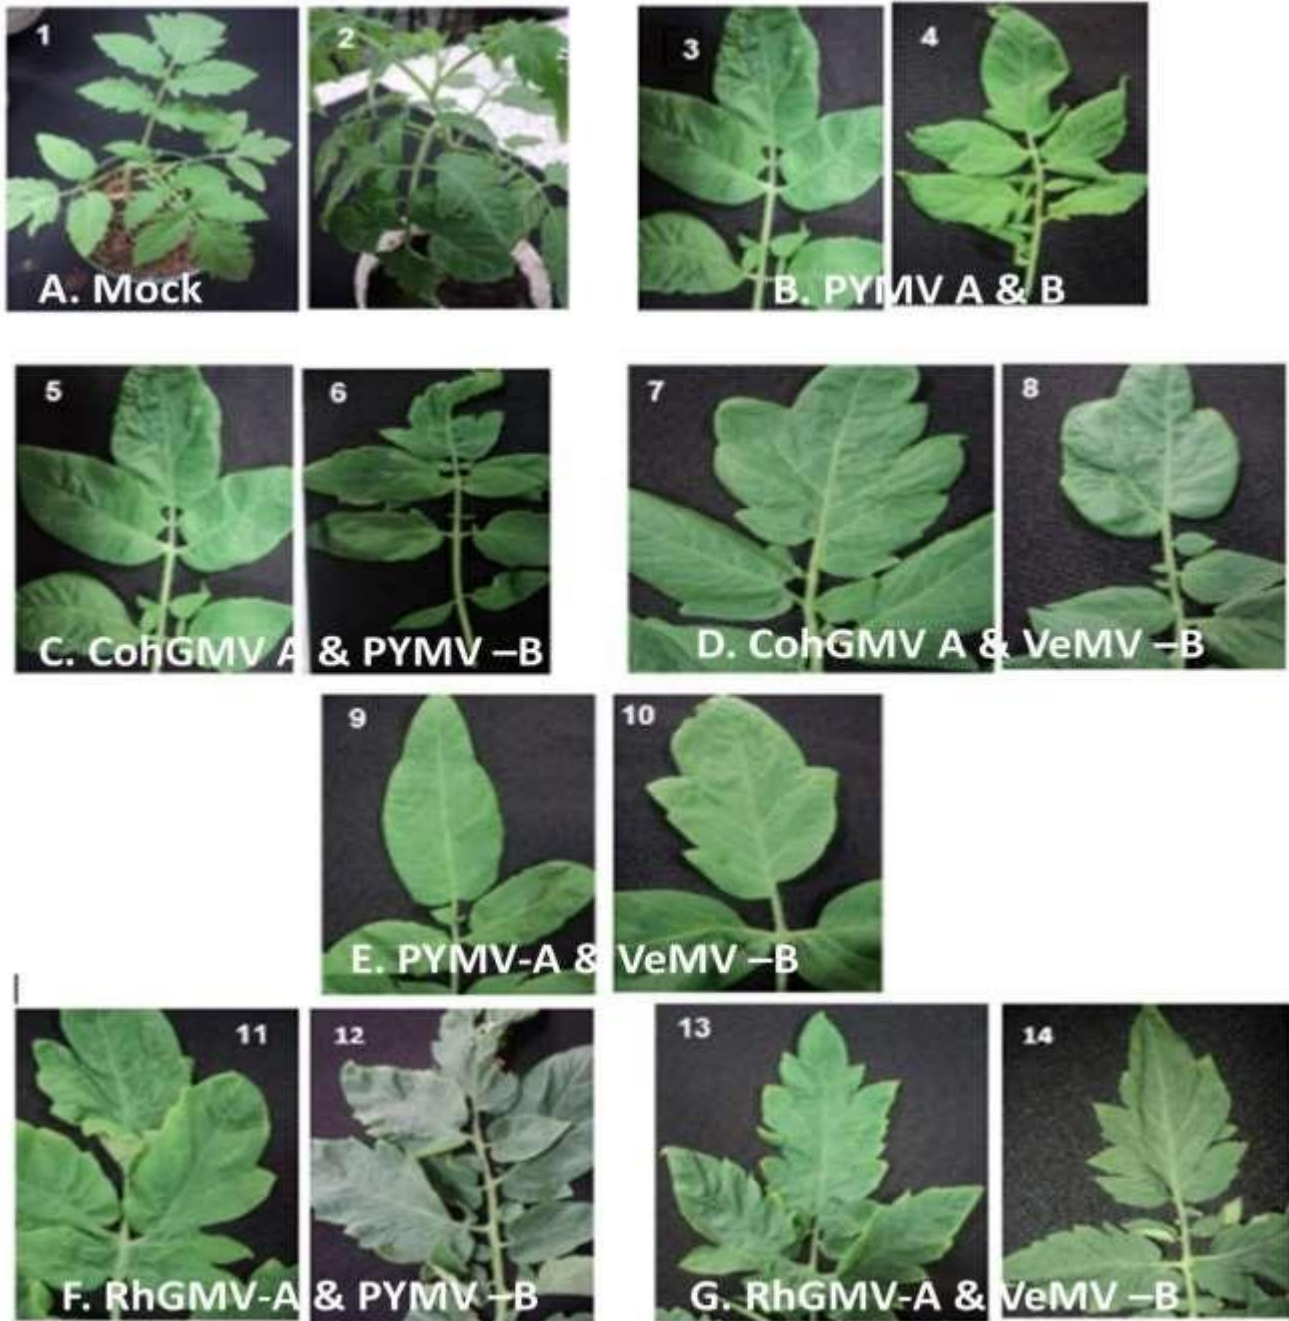 1
2
A. Mock
3
4
B. PYMV A & B
5
6
C. CohGMV A & PYMV –B
7
8
D. CohGMV A & VeMV –B
9
10
E. PYMV-A & VeMV –B
11
12
F. RhGMV-A & PYMV –B
13
14
G. RhGMV-A & VeMV –B